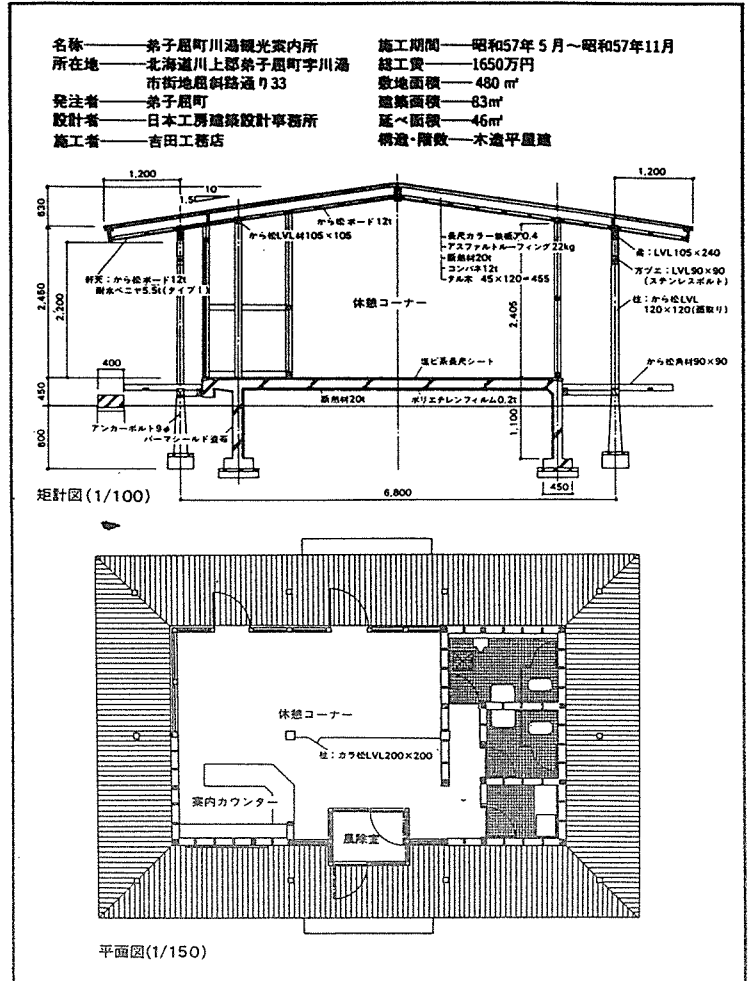 名称───弟子屈町川湯観光案内所
所在地───北海道川上郡弟子屈町字川湯
市街地屈斜路通り33
発注者───弟子屈町
設計者───日本工房建築設計事務所
施工者───吉田工務店
施工期間───昭和57年5月〜昭和57年11月
総工費───1650万円
敷地面積───480㎡
建築面積───83㎡
延べ面積───46㎡
構造・階数───木造平屋建
1,200
10
1.5
1,200
630
から松ボード12t
から松LVL材105×105
長尺カラー鉄板ア0.4
アスファルトルーフィング22kg
断熱材20t
コンパネ12t
タル木 45×120=455
LVL105×240
方ヅエ：LVL90×90
(ステンレスボルト)
軒天：から松ボード12t
耐水ベニヤ5.5t(タイプI)
柱：から松LVL
120×120(面取り)
休憩コーナー
2,460
2,200
2,405
塩ビ系長尺シート
から松角材90×90
400
450
断熱材20t
ポリエチレンフィルム0.2t
アンカーボルト9φ
パーマシールド
600
1,100
450
6,800
矩計図(1/100)
休憩コーナー
柱：カラ松LVL200×200
案内カウンター
風除室
平面図(1/150)